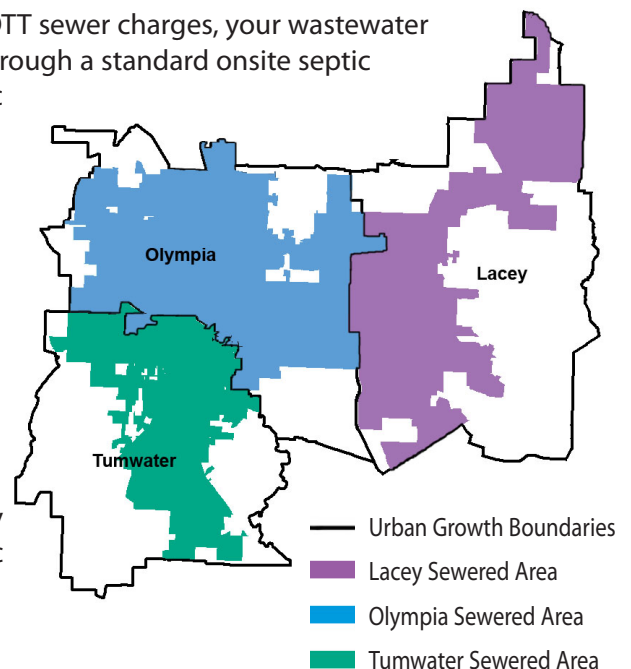 OTT sewer charges, your wastewater
rough a standard onsite septic
Olympia
Lacey
Tumwater
Urban Growth Boundaries
Lacey Sewered Area
Olympia Sewered Area
Tumwater Sewered Area